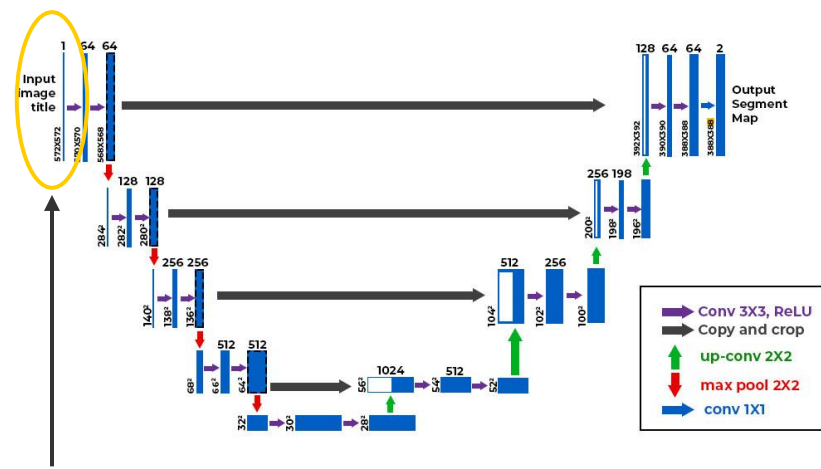 1 64 64
Input
image
title
572X572
570X570
568X568
128 64 64 2
Output
Segment
Map
392X392
390X390
388X388
388X388
128 128
284²
282²
280²
256 198
200²
198²
196²
256 256
140²
138²
136²
512 256
104²
102²
100²
512 512
68²
66²
64²
1024 512
56²
54²
52²
32²
30²
28²
Conv 3X3, ReLU
Copy and crop
up-conv 2X2
max pool 2X2
conv 1X1